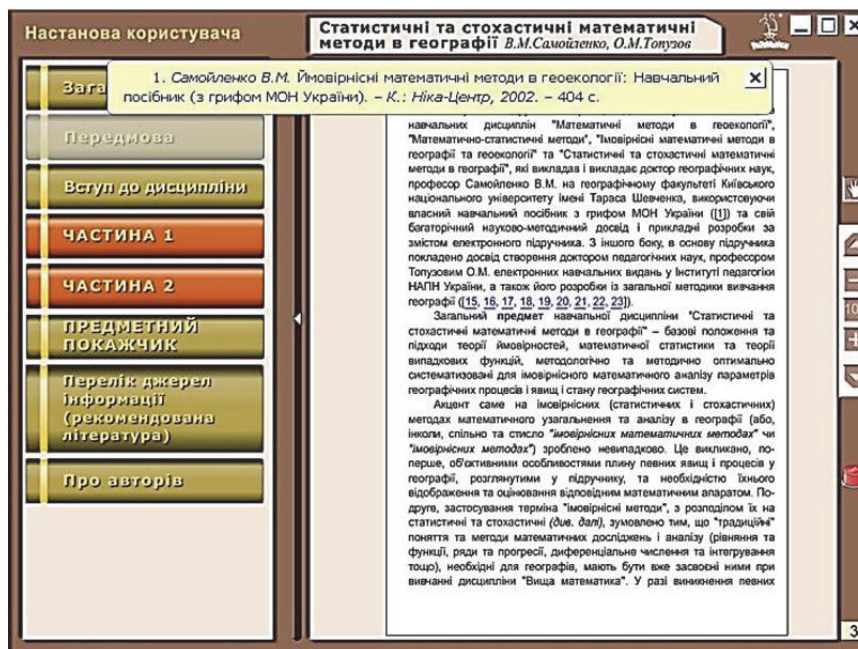 Настанова користувача
Статистичні та стохастичні математичні
методи в географії В.М.Самойленко, О.М.Топузов
1. Самойленко В.М. Ймовірнісні математичні методи в геоекології: Навчальний
посібник (з грифом МОН України). – К.: Ніка-Центр, 2002. – 404 с.
Зага
Передмова
Вступ до дисципліни
ЧАСТИНА 1
ЧАСТИНА 2
ПРЕДМЕТНИЙ
ПОКАЖЧИК
Перелік джерел
інформації
(рекомендована
література)
Про авторів
навчальних дисциплін "Математичні методи в геоекології",
"Математично-статистичні методи", "Імовірнісні математичні методи в
географії та геоекології" та "Статистичні та стохастичні математичні
методи в географії", які викладав і викладає доктор географічних наук,
професор Самойленко В.М. на географічному факультеті Київського
національного університету імені Тараса Шевченка, використовуючи
власний навчальний посібник з грифом МОН України ([1]) та свій
багаторічний науково-методичний досвід і прикладні розробки за
змістом електронного підручника. З іншого боку, в основу підручника
покладено досвід створення доктором педагогічних наук, професором
Топузовим О.М. електронних навчальних видань у Інституті педагогіки
НАПН України, а також його розробки із загальної методики вивчання
географії ([15, 16, 17, 18, 19, 20, 21, 22, 23]).
Загальний предмет навчальної дисципліни "Статистичні та
стохастичні математичні методи в географії" – базові положення та
підходи теорії ймовірностей, математичної статистики та теорії
випадкових функцій, методологічно та методично оптимально
систематизовані для імовірнісного математичного аналізу параметрів
географічних процесів і явищ і стану географічних систем.
Акцент саме на імовірнісних (статистичних і стохастичних)
методах математичного узагальнення та аналізу в географії (або,
інколи, спільно та стисло "імовірнісних математичних методах" чи
"імовірнісних методах") зроблено невипадково. Це викликано, по-
перше, об'єктивними особливостями плину певних явищ і процесів у
географії, розглянутими у підручнику, та необхідністю їхнього
відображення та оцінювання відповідним математичним апаратом. По-
друге, застосування терміна "імовірнісні методи", з розподілом їх на
статистичні та стохастичні (див. далі), зумовлено тим, що "традиційні"
поняття та методи математичних досліджень і аналізу (рівняння та
функції, ряди та прогресії, диференціальне числення та інтегрування
тощо), необхідні для географів, мають бути вже засвоєні ними при
вивчанні дисципліни "Вища математика". У разі виникнення певних
10
3